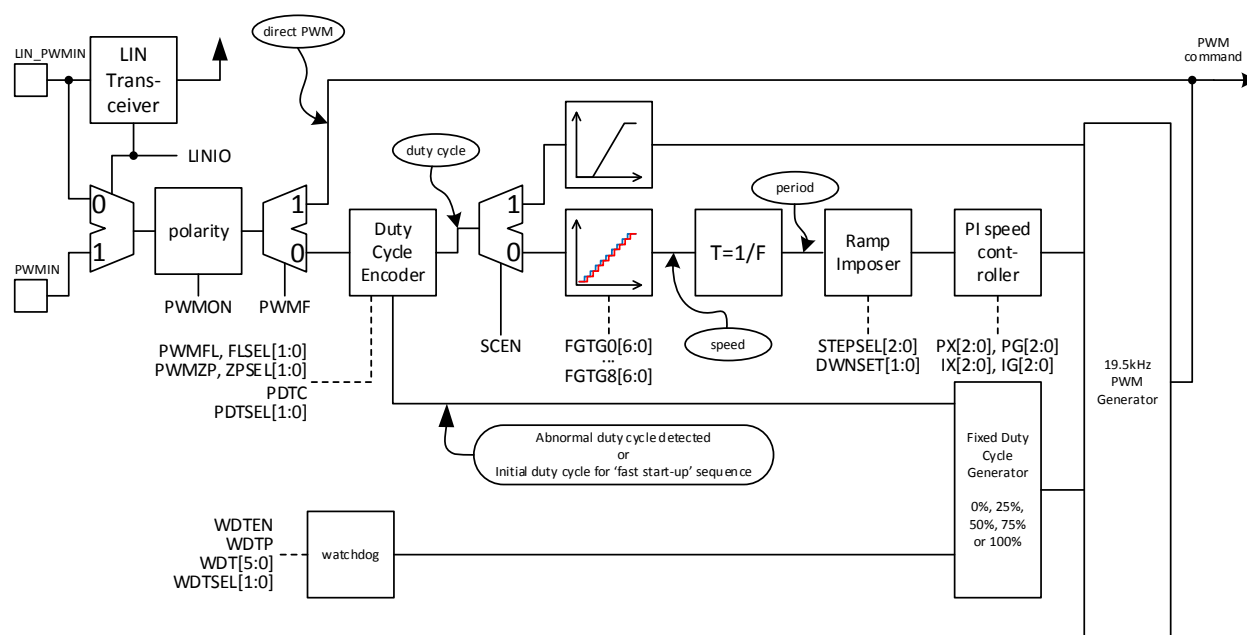 direct PWM
PWM
command
LIN_PWMIN
LIN
Trans-
ceiver
LINIO
duty cycle
0
1
polarity
1
0
Duty
Cycle
Encoder
1
0
period
T=1/F
Ramp
Imposer
PI speed
cont-
roller
PWMIN
PWMON
PWMF
SCEN
speed
PWMFL, FLSEL[1:0]
PWMZP, ZPSEL[1:0]
PDTC
PDTSEL[1:0]
FGTG0[6:0]
...
FGTG8[6:0]
STEPSEL[2:0]
DWNSET[1:0]
PX[2:0], PG[2:0]
IX[2:0], IG[2:0]
19.5kHz
PWM
Generator
Abnormal duty cycle detected
or
Initial duty cycle for 'fast start-up' sequence
Fixed Duty
Cycle
Generator
0%, 25%,
50%, 75%
or 100%
WDTEN
WDTP
WDT[5:0]
WDTSEL[1:0]
watchdog